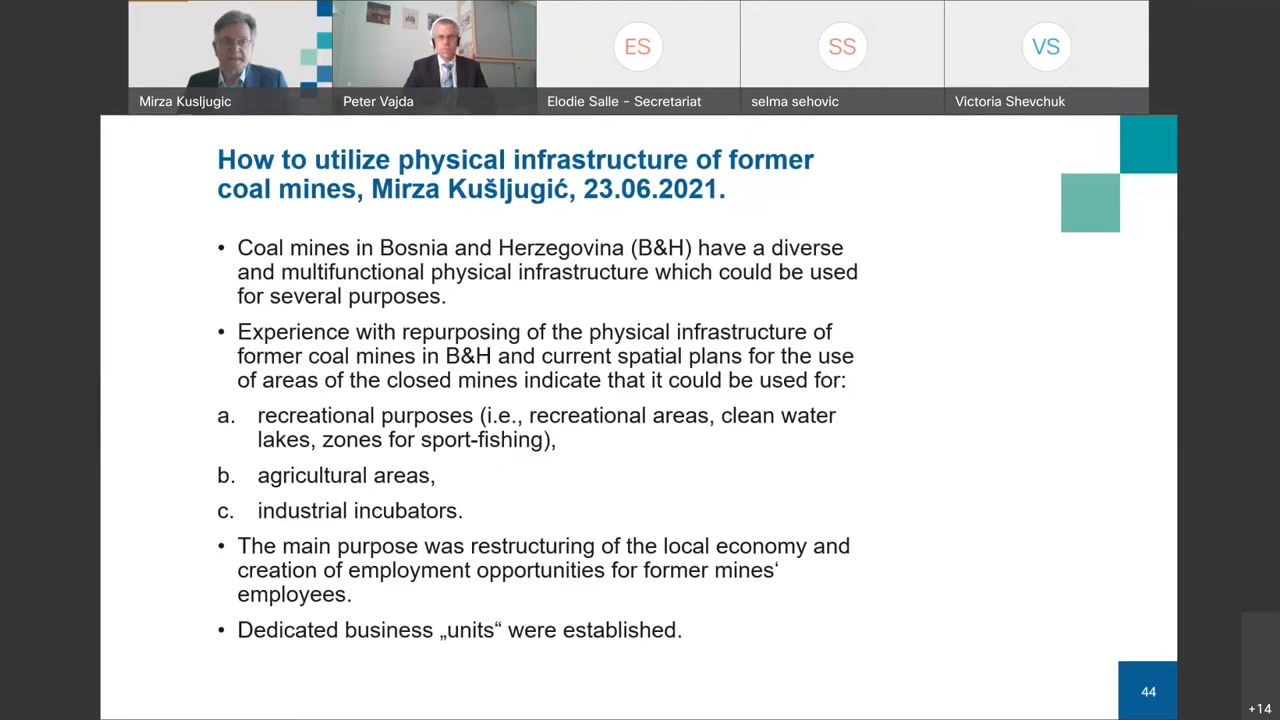 ES
SS
VS
Mirza Kusljugic
Peter Vajda
Elodie Salle - Secretariat
selma sehovic
Victoria Shevchuk
How to utilize physical infrastructure of former
coal mines, Mirza Kušljugić, 23.06.2021.
• Coal mines in Bosnia and Herzegovina (B&H) have a diverse
and multifunctional physical infrastructure which could be used
for several purposes.
• Experience with repurposing of the physical infrastructure of
former coal mines in B&H and current spatial plans for the use
of areas of the closed mines indicate that it could be used for:
a. recreational purposes (i.e., recreational areas, clean water
lakes, zones for sport-fishing),
b. agricultural areas,
c. industrial incubators.
• The main purpose was restructuring of the local economy and
creation of employment opportunities for former mines‘
employees.
• Dedicated business „units“ were established.
44
+14